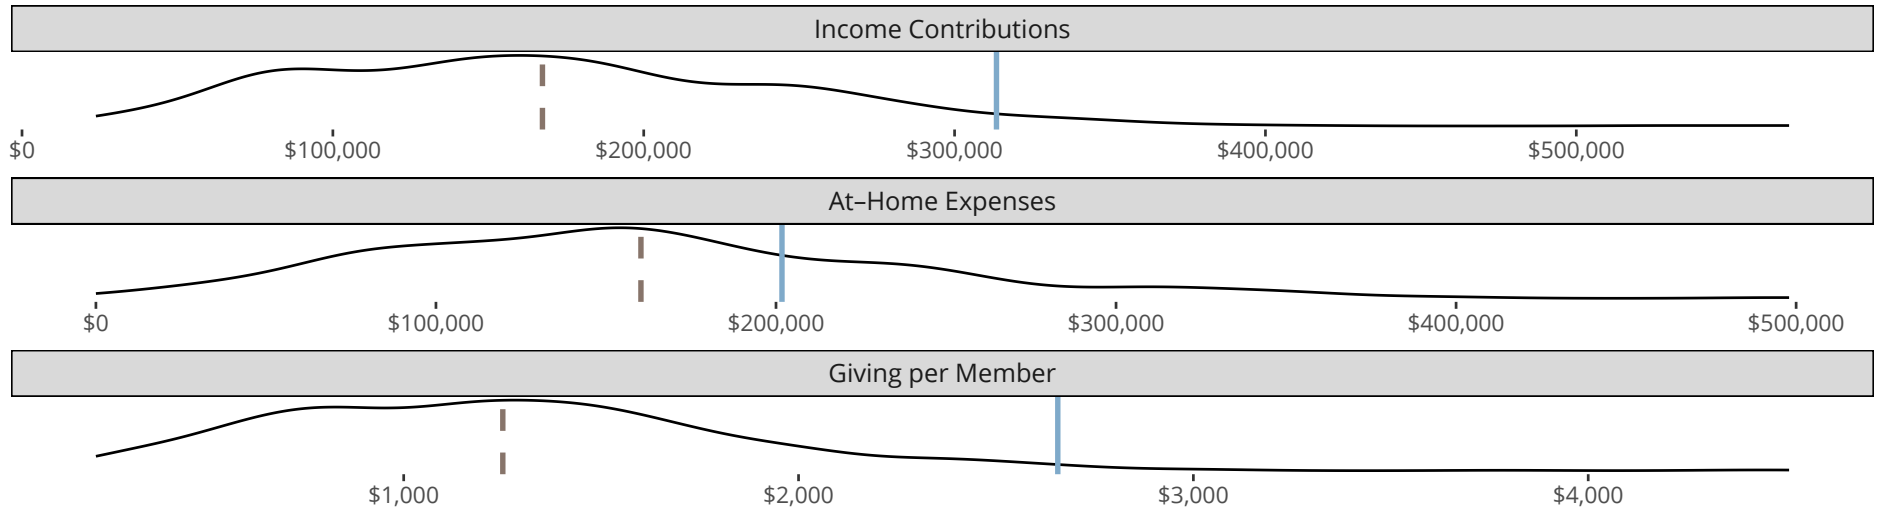 Income Contributions
$0 $100,000 $200,000 $300,000 $400,000 $500,000
At–Home Expenses
$0 $100,000 $200,000 $300,000 $400,000 $500,000
Giving per Member
$1,000 $2,000 $3,000 $4,000